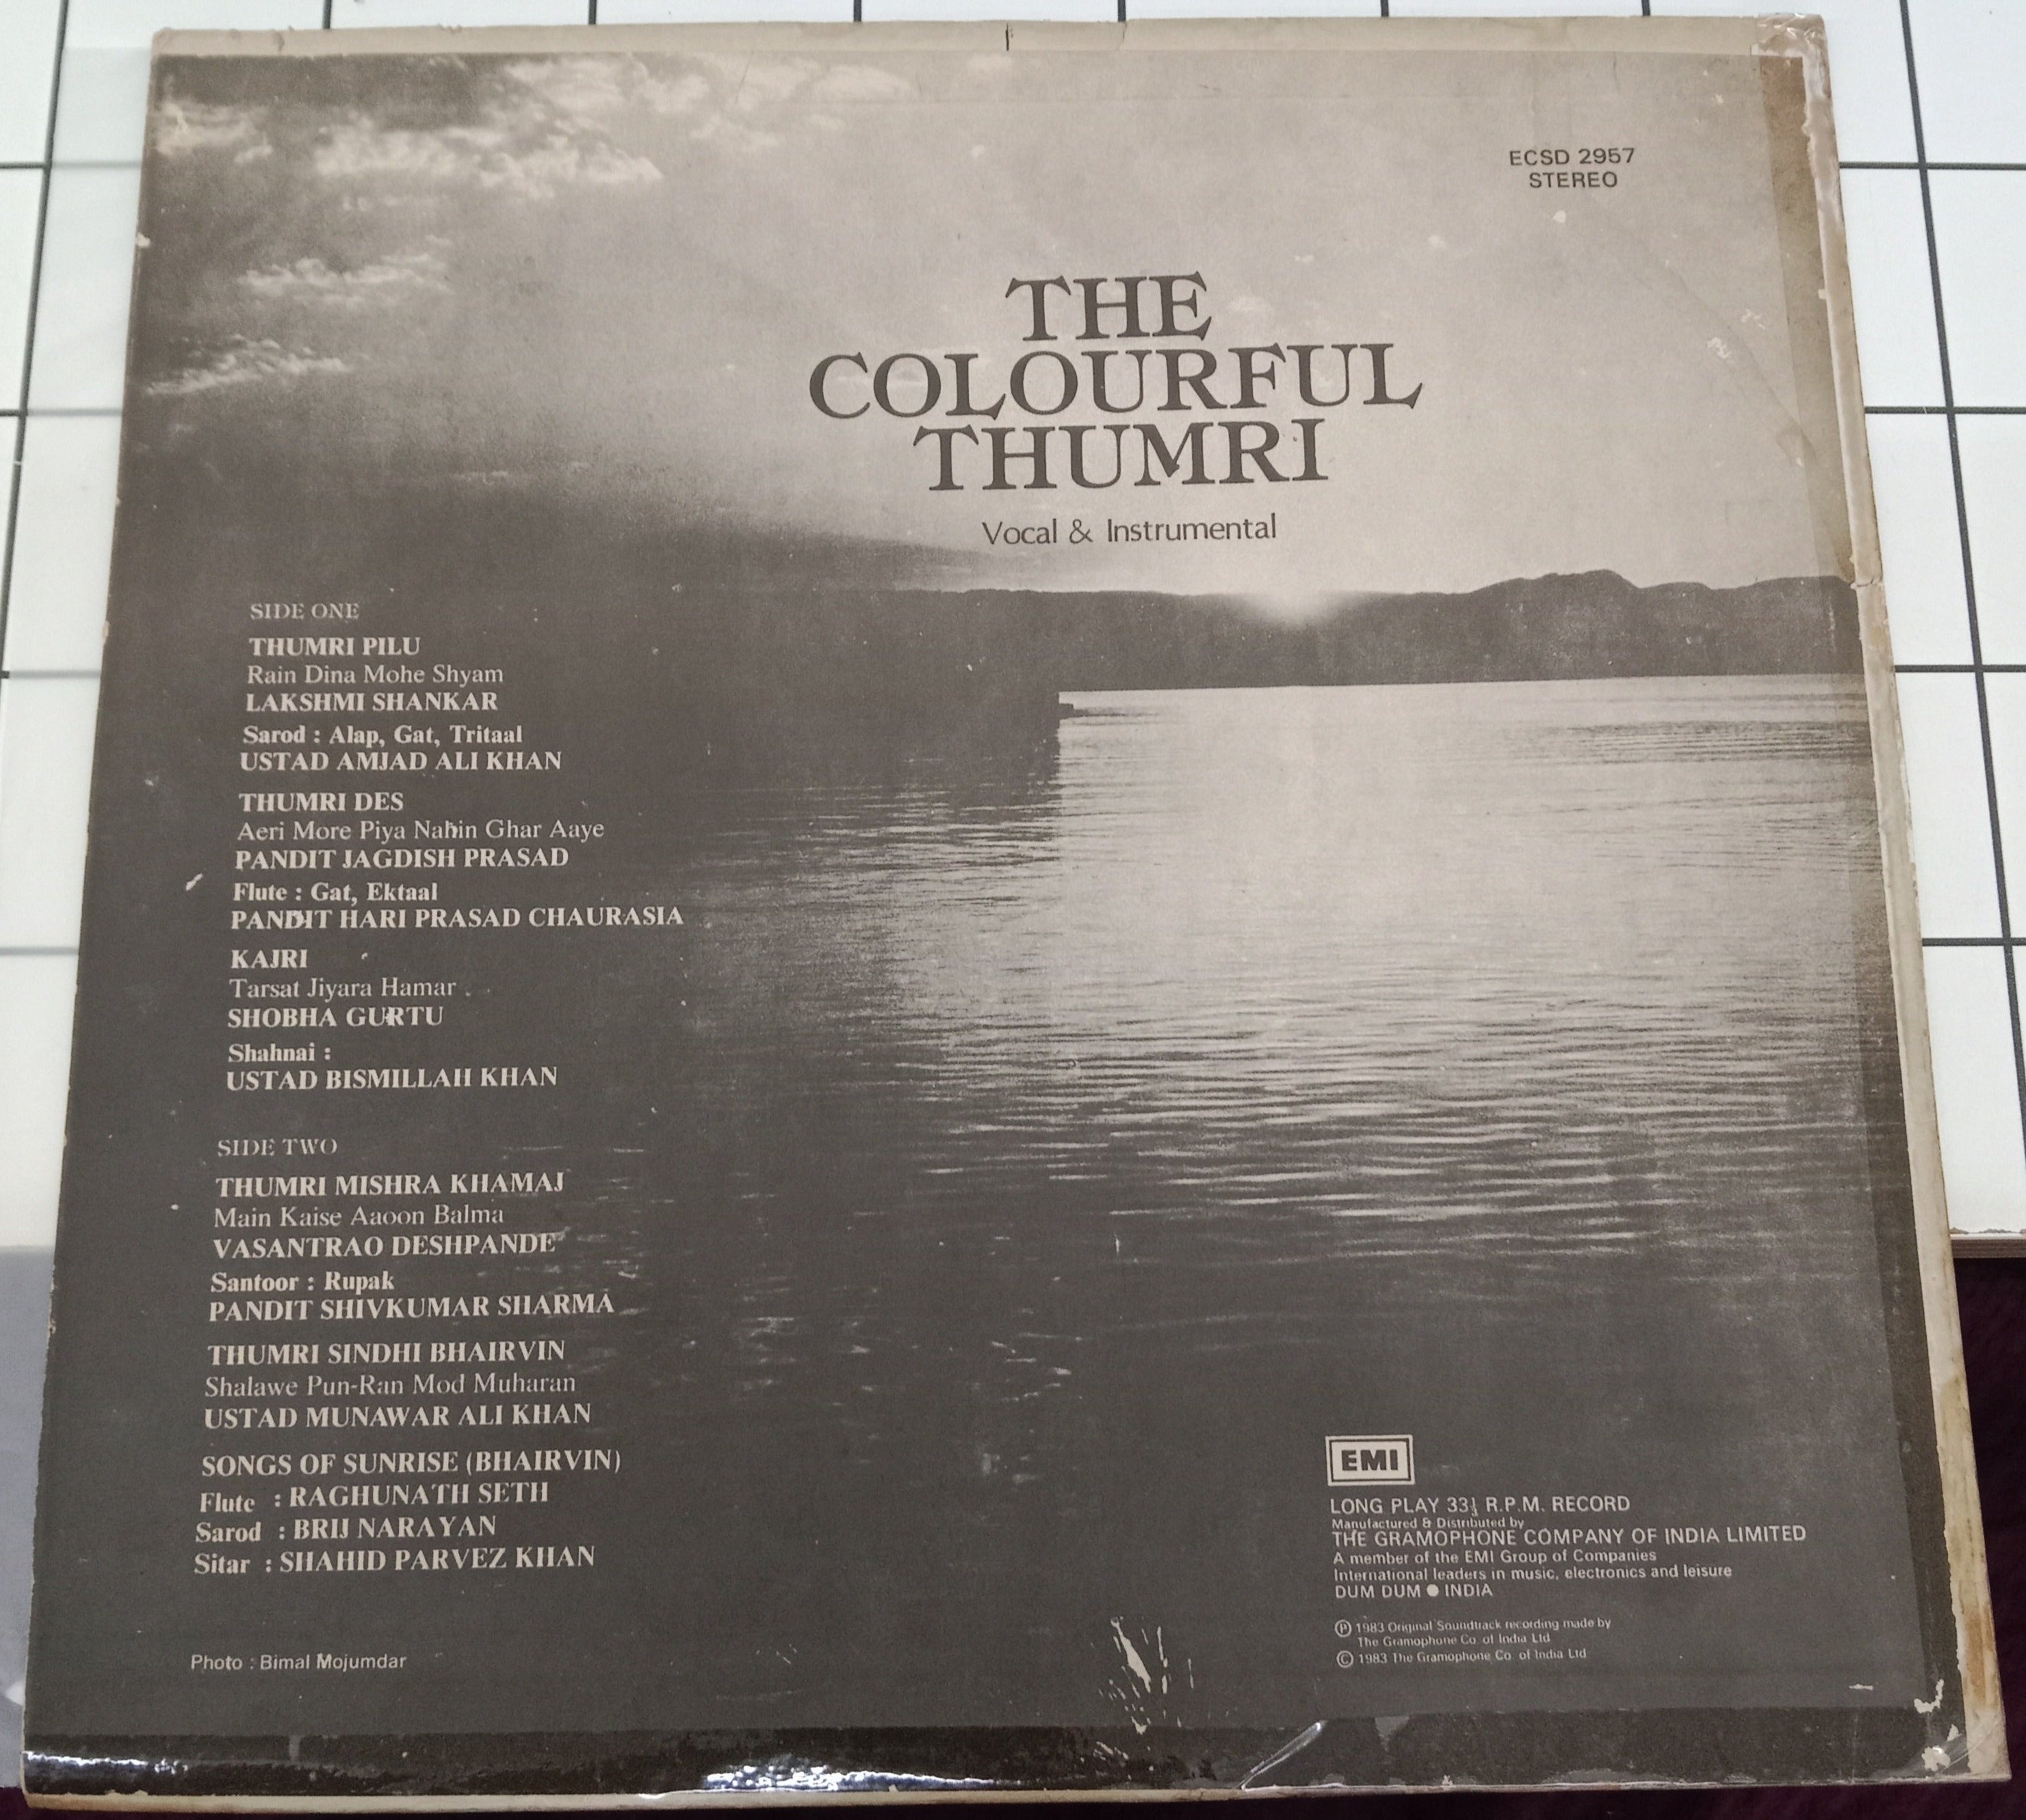 ECSD 2957
STEREO
THE
COLOURFUL
THUMRI
Vocal & Instrumental
SIDE ONE
THUMRI PILU
Rain Dina Mohe Shyam
LAKSHMI SHANKAR
Sarod : Alap, Gat, Tritaal
USTAD AMJAD ALI KHAN
THUMRI DES
Aeri More Piya Nahin Ghar Aaye
PANDIT JAGDISH PRASAD
Flute : Gat, Ektaal
PANDIT HARI PRASAD CHAURASIA
KAJRI
Tarsat Jiyara Hamar
SHOBHA GURTU
Shahnai :
USTAD BISMILLAH KHAN
SIDE TWO
THUMRI MISHRA KHAMAJ
Main Kaise Aaoon Balma
VASANTRAO DESHPANDE
Santoor : Rupak
PANDIT SHIVKUMAR SHARMA
THUMRI SINDHI BHAIRVIN
Shalawe Pun-Ran Mod Muharan
USTAD MUNAWAR ALI KHAN
SONGS OF SUNRISE (BHAIRVIN)
Flute : RAGHUNATH SETH
Sarod : BRIJ NARAYAN
Sitar : SHAHID PARVEZ KHAN
Photo : Bimal Mojumdar
EMI
LONG PLAY 33⅓ R.P.M. RECORD
Manufactured & Distributed by
THE GRAMOPHONE COMPANY OF INDIA LIMITED
A member of the EMI Group of Companies
International leaders in music, electronics and leisure
DUM DUM ● INDIA
Ⓟ 1983 Original Soundtrack recording made by
The Gramophone Co. of India Ltd
© 1983 The Gramophone Co. of India Ltd